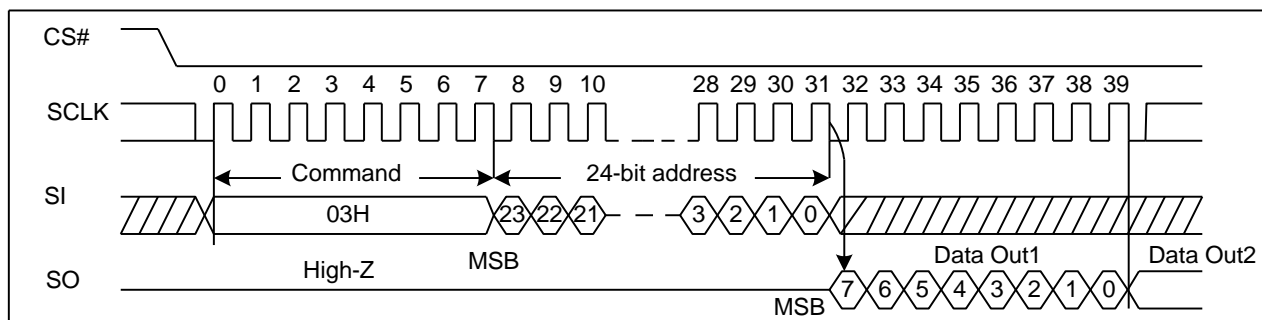 CS#
0 1 2 3 4 5 6 7 8 9 10 28 29 30 31 32 33 34 35 36 37 38 39
SCLK
Command 24-bit address
SI
03H 23 22 21 3 2 1 0
High-Z MSB Data Out1 Data Out2
SO
MSB 7 6 5 4 3 2 1 0